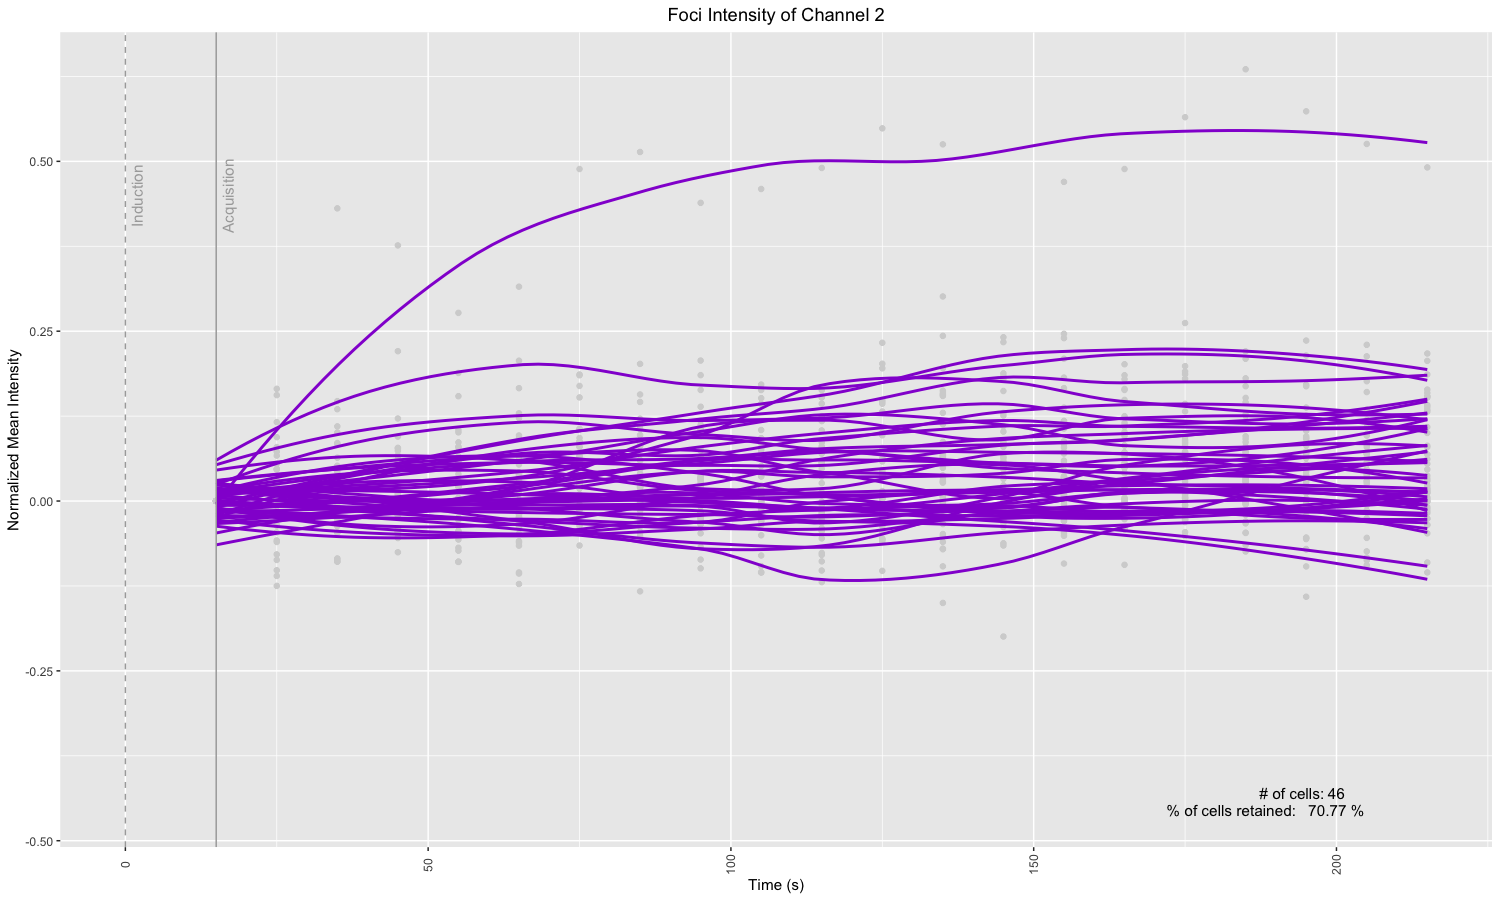 Foci Intensity of Channel 2
Normalized Mean Intensity
0.50
0.25
0.00
-0.25
-0.50
Induction
Acquisition
# of cells: 46
% of cells retained: 70.77 %
0
50
100
150
200
Time (s)